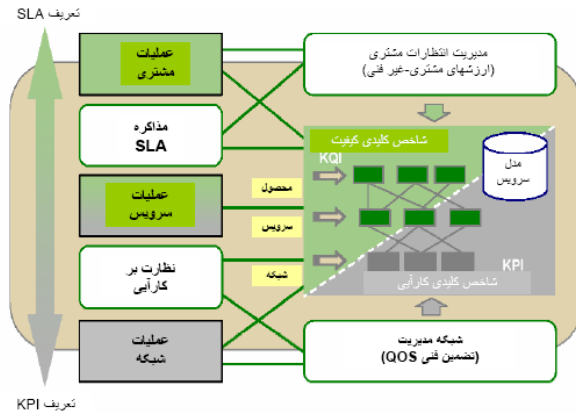 تعریف SLA
عملیات
مشتری
مدیریت انتظارات مشتری
(ارزشهای مشتری-غیر فنی)
مذاکره
SLA
شاخص کلیدی کیفیت
KQI
مدل
سرویس
محصول
عملیات
سرویس
سرویس
شبکه
نظارت بر
کارآیی
KPI
شاخص کلیدی کارآیی
عملیات
شبکه
شبکه مدیریت
(تضمین فنی QOS)
تعریف KPI